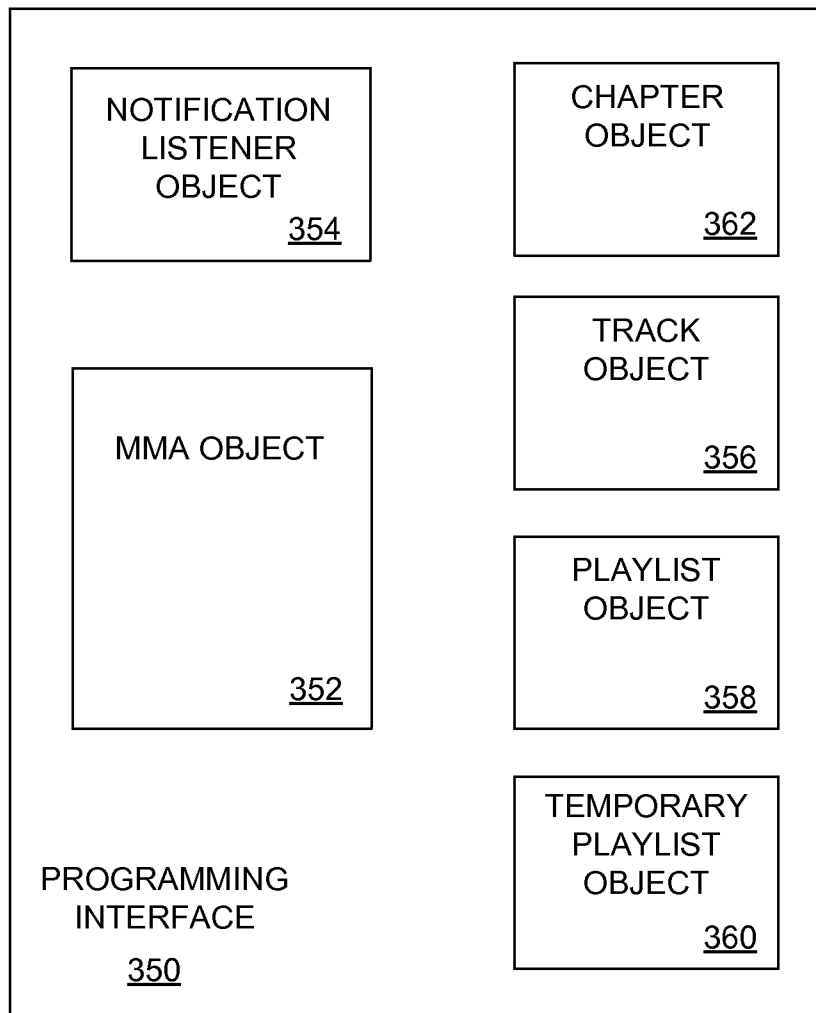 NOTIFICATION
LISTENER
OBJECT
354
MMA OBJECT
352
PROGRAMMING
INTERFACE
350
CHAPTER
OBJECT
362
TRACK
OBJECT
356
PLAYLIST
OBJECT
358
TEMPORARY
PLAYLIST
OBJECT
360